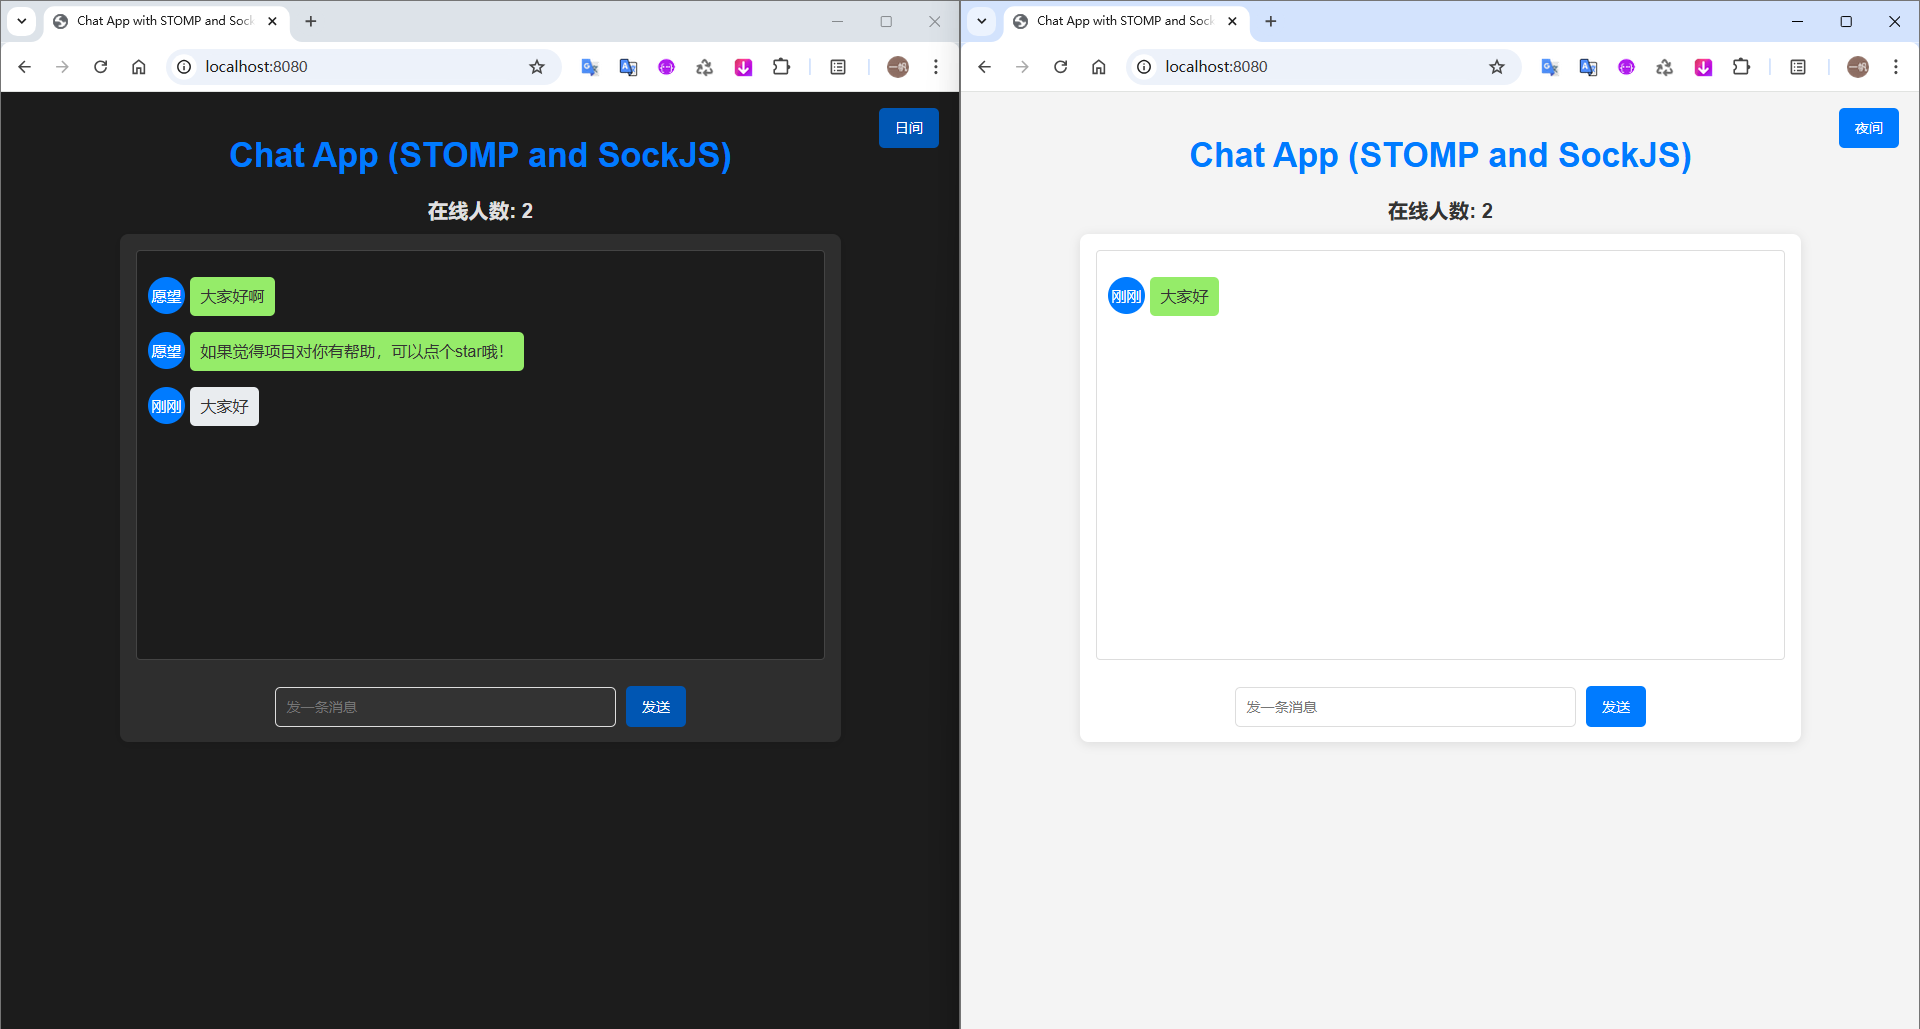 Chat App with STOMP and Sock
localhost:8080
日间
Chat App (STOMP and SockJS)
在线人数: 2
愿望 大家好啊
愿望 如果觉得项目对你有帮助，可以点个star哦！
刚刚 大家好
发一条消息 发送
Chat App with STOMP and Sock
localhost:8080
夜间
Chat App (STOMP and SockJS)
在线人数: 2
刚刚 大家好
发一条消息 发送